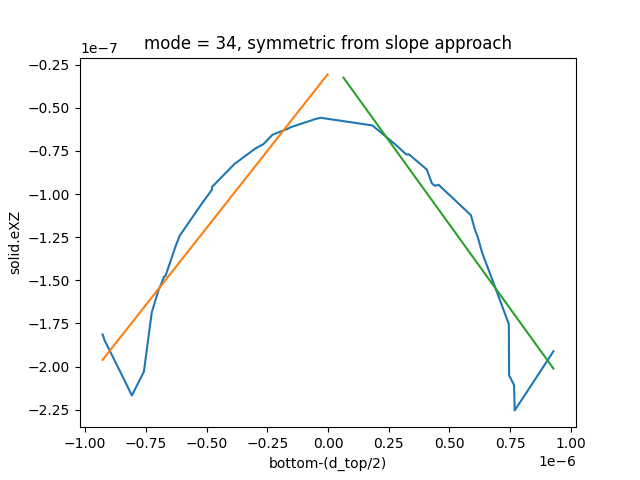 mode = 34, symmetric from slope approach
1e−7
−0.25
−0.50
−0.75
−1.00
−1.25
−1.50
−1.75
−2.00
−2.25
solid.eXZ
−1.00 −0.75 −0.50 −0.25 0.00 0.25 0.50 0.75 1.00
bottom-(d_top/2)
1e−6